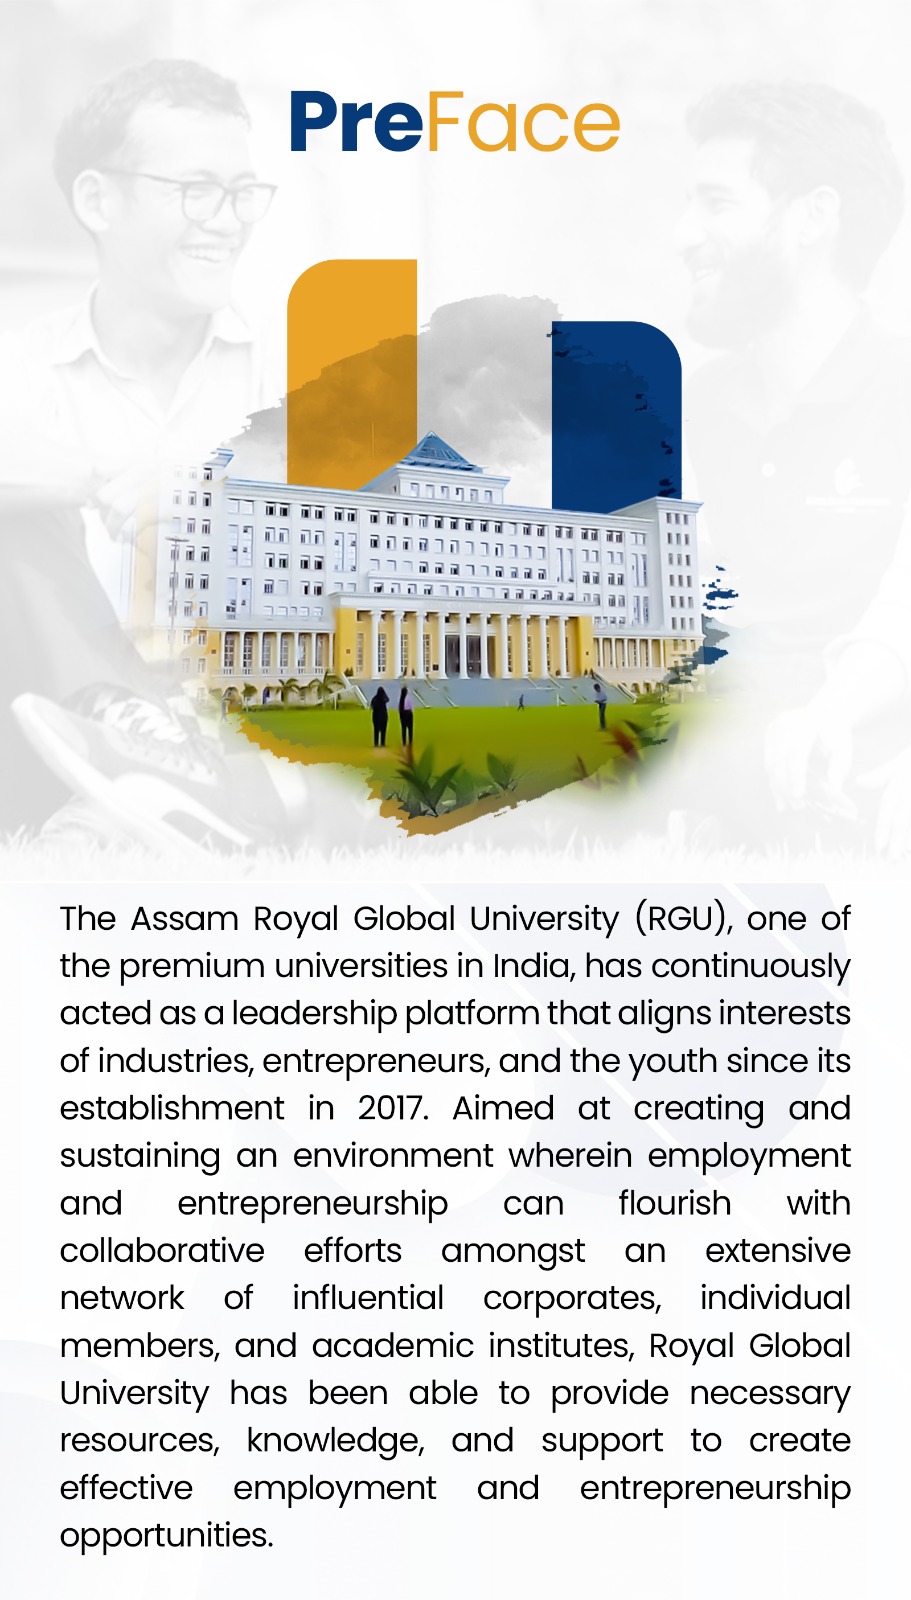 PreFace
The Assam Royal Global University (RGU), one of
the premium universities in India, has continuously
acted as a leadership platform that aligns interests
of industries, entrepreneurs, and the youth since its
establishment in 2017. Aimed at creating and
sustaining an environment wherein employment
and entrepreneurship can flourish with
collaborative efforts amongst an extensive
network of influential corporates, individual
members, and academic institutes, Royal Global
University has been able to provide necessary
resources, knowledge, and support to create
effective employment and entrepreneurship
opportunities.